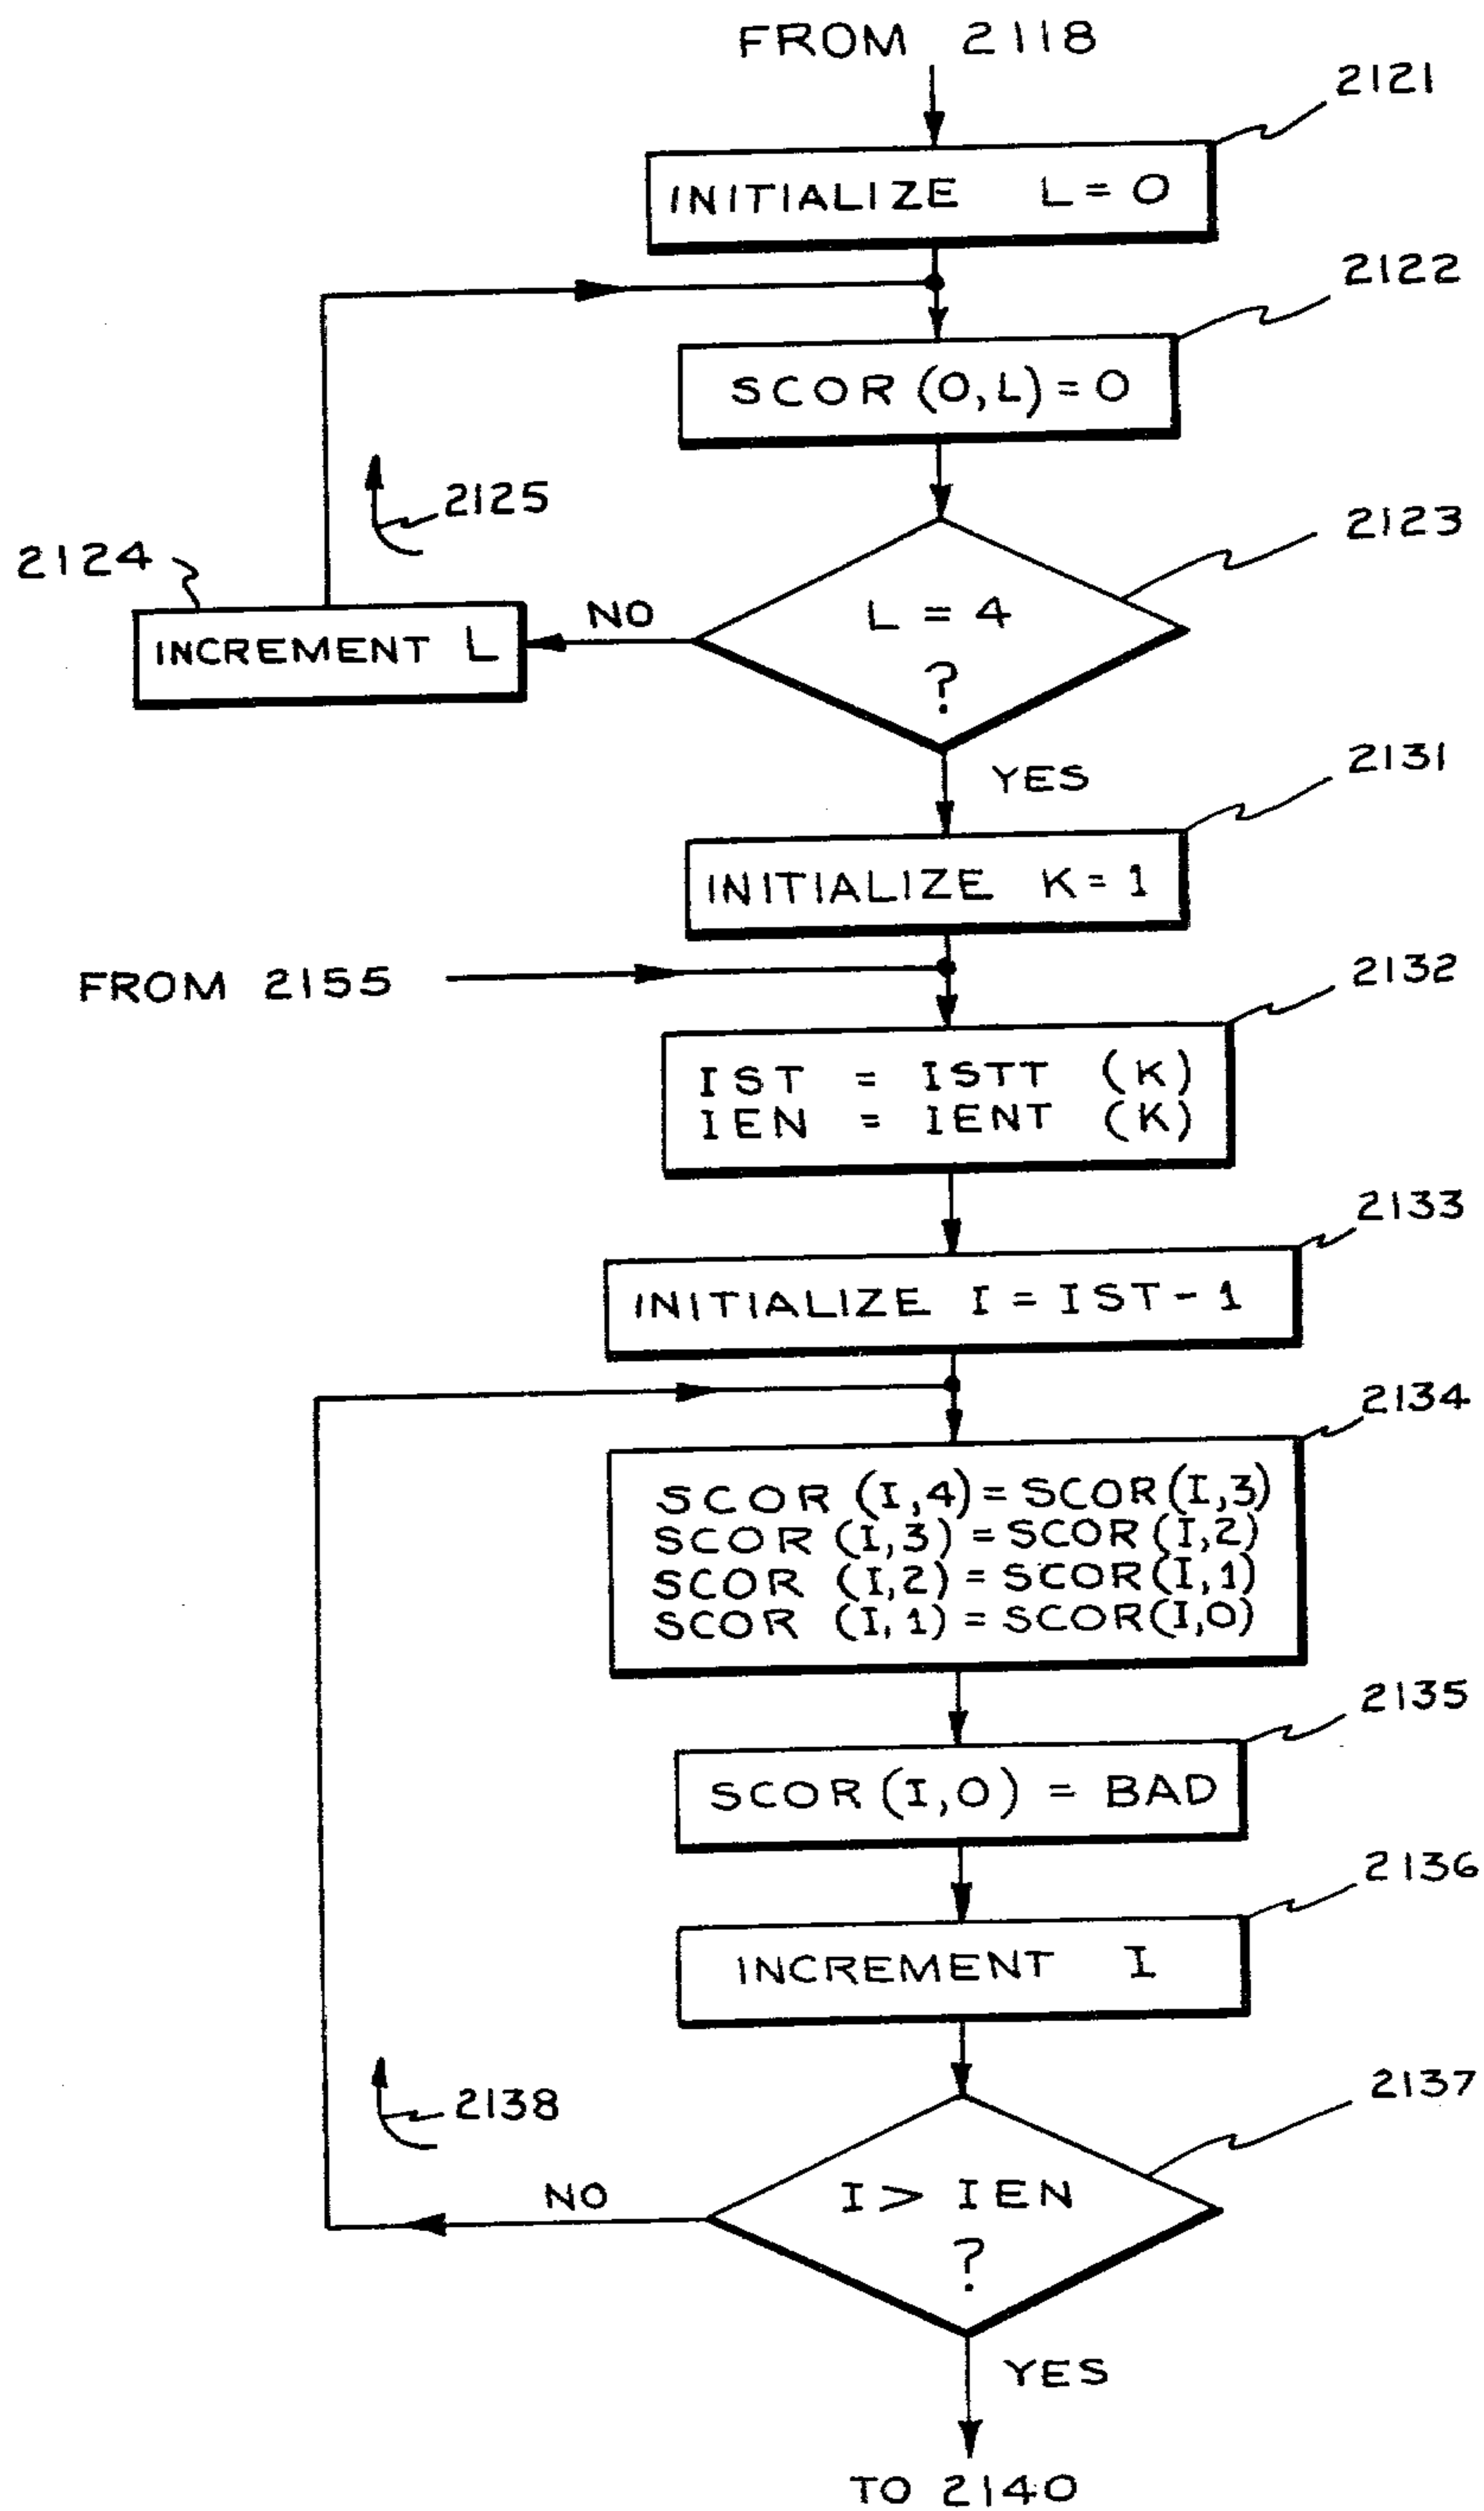 FROM 2118
2121
INITIALIZE L=0
2122
SCOR(0,L)=0
2125
2123
2124
L=4
?
NO
INCREMENT L
YES
2131
INITIALIZE K=1
FROM 2155
2132
IST = ISTT (K)
IEN = IENT (K)
2133
INITIALIZE I=IST-1
2134
SCOR (I,4)=SCOR(I,3)
SCOR (I,3)=SCOR(I,2)
SCOR (I,2)=SCOR(I,1)
SCOR (I,1)=SCOR(I,0)
2135
SCOR(I,0) = BAD
2136
INCREMENT I
2138
2137
NO
I> IEN
?
YES
TO 2140